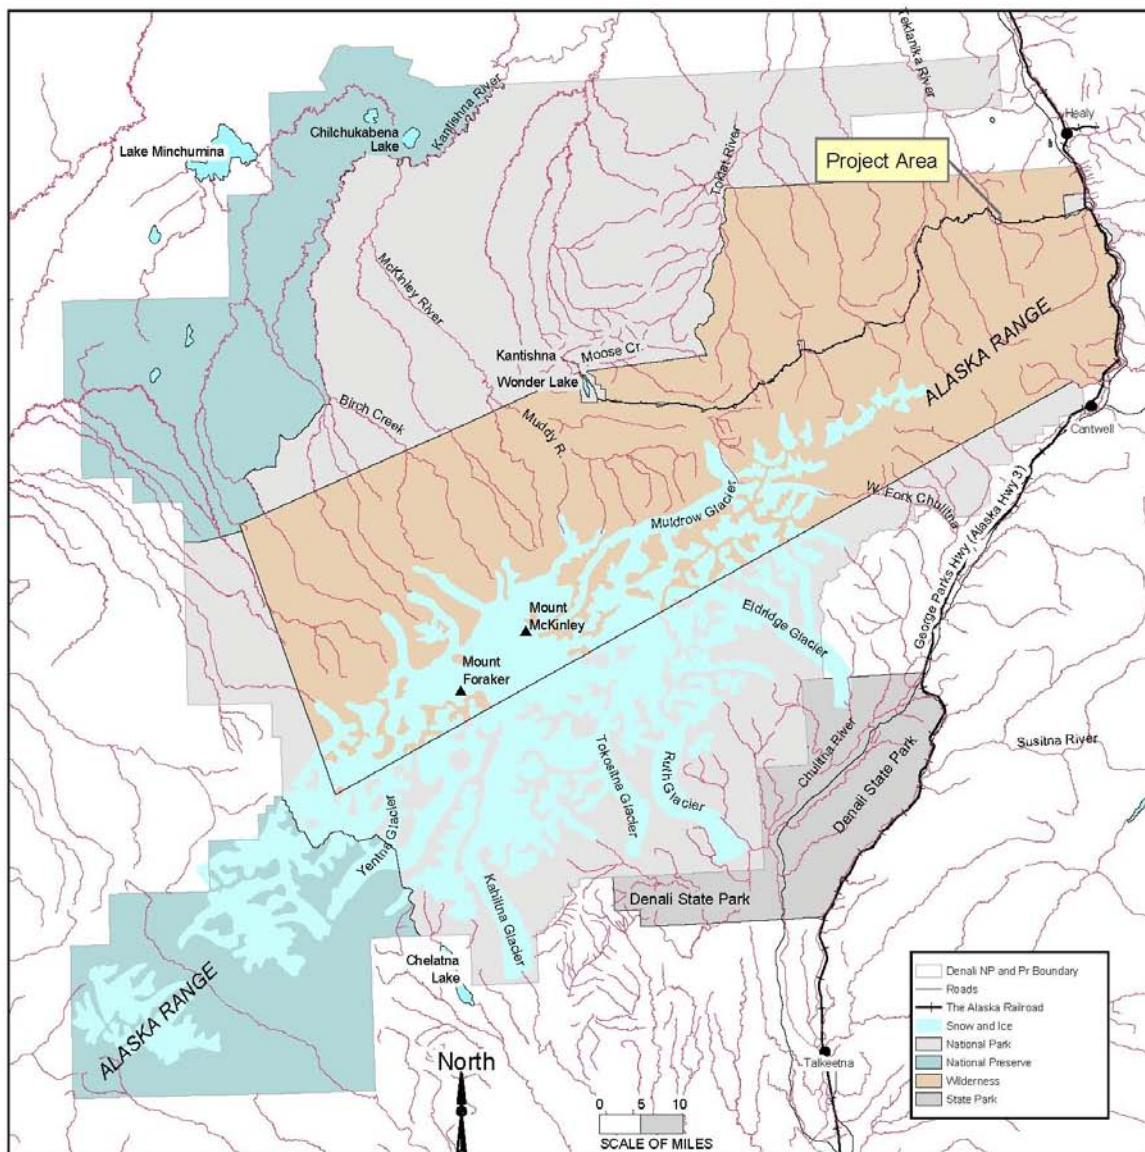 Teklanika River
Kantishna River
Chilchukabena
Lake
Healy
Lake Minchumina
Toklat River
Project Area
McKinley River
ALASKA RANGE
Kantishna
Moose Cr.
Wonder Lake
Birch Creek
Muddy R.
Cantwell
W. Fork Chulitna
Muldrow Glacier
George Parks Hwy (Alaska Hwy 3)
Mount
McKinley
Eldridge Glacier
Mount
Foraker
Chulitna River
Susitna River
Tokositna Glacier
Ruth Glacier
Denali State Park
Yentna Glacier
Kahiltna Glacier
Denali State Park
Chelatna
Lake
ALASKA RANGE
North
Talkeetna
0 5 10
SCALE OF MILES
Denali NP and Pr Boundary
Roads
The Alaska Railroad
Snow and Ice
National Park
National Preserve
Wilderness
State Park